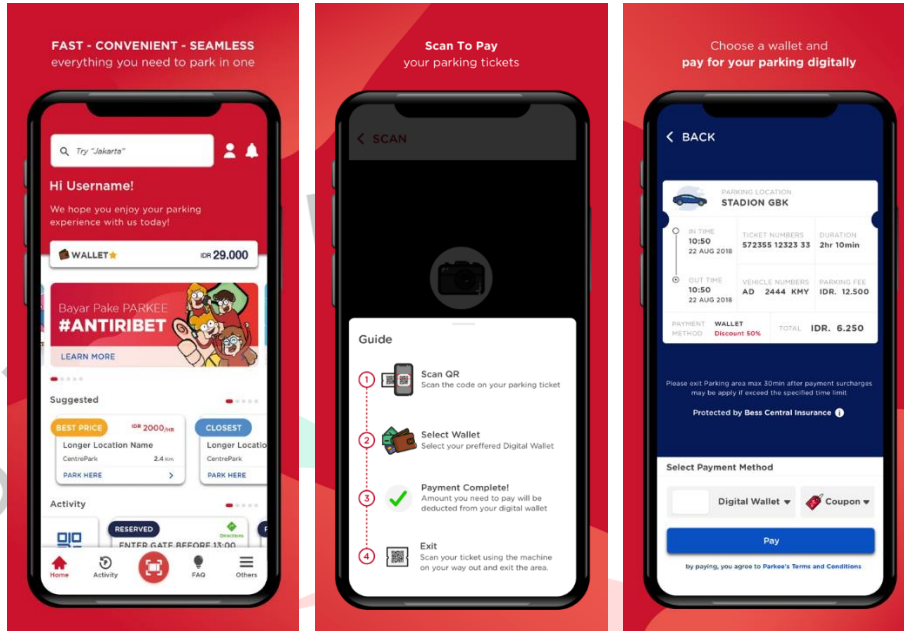 FAST - CONVENIENT - SEAMLESS
everything you need to park in one
Try "Jakarta"
Hi Username!
We hope you enjoy your parking
experience with us today!
WALLET
IDR 29.000
Bayar Pake PARKEE
#ANTIRIBET
LEARN MORE
Suggested
BEST PRICE
IDR 2000/HR
Longer Location Name
CentrePark
2.4 Km
PARK HERE
CLOSEST
Longer Locatio
CentrePark
PARK HERE
Activity
RESERVED
Directions
ENTER GATE BEFORE 13:00
Home
Activity
FAQ
Others
Scan To Pay
your parking tickets
< SCAN
Guide
1
Scan QR
Scan the code on your parking ticket
2
Select Wallet
Select your preffered Digital Wallet
3
Payment Complete!
Amount you need to pay will be
deducted from your digital wallet
4
Exit
Scan your ticket using the machine
on your way out and exit the area.
Choose a wallet and
pay for your parking digitally
< BACK
PARKING LOCATION
STADION GBK
IN TIME
10:50
22 AUG 2018
TICKET NUMBERS
572355 12323 33
DURATION
2hr 10min
OUT TIME
10:50
22 AUG 2018
VEHICLE NUMBERS
AD 2444 KMY
PARKING FEE
IDR. 12.500
PAYMENT METHOD
WALLET
Discount 50%
TOTAL
IDR. 6.250
Please exit Parking area max 30min after payment surcharges
may be apply if exceed the specified time limit
Protected by Bess Central Insurance
Select Payment Method
Digital Wallet
Coupon
Pay
by paying, you agree to Parkee's Terms and Conditions